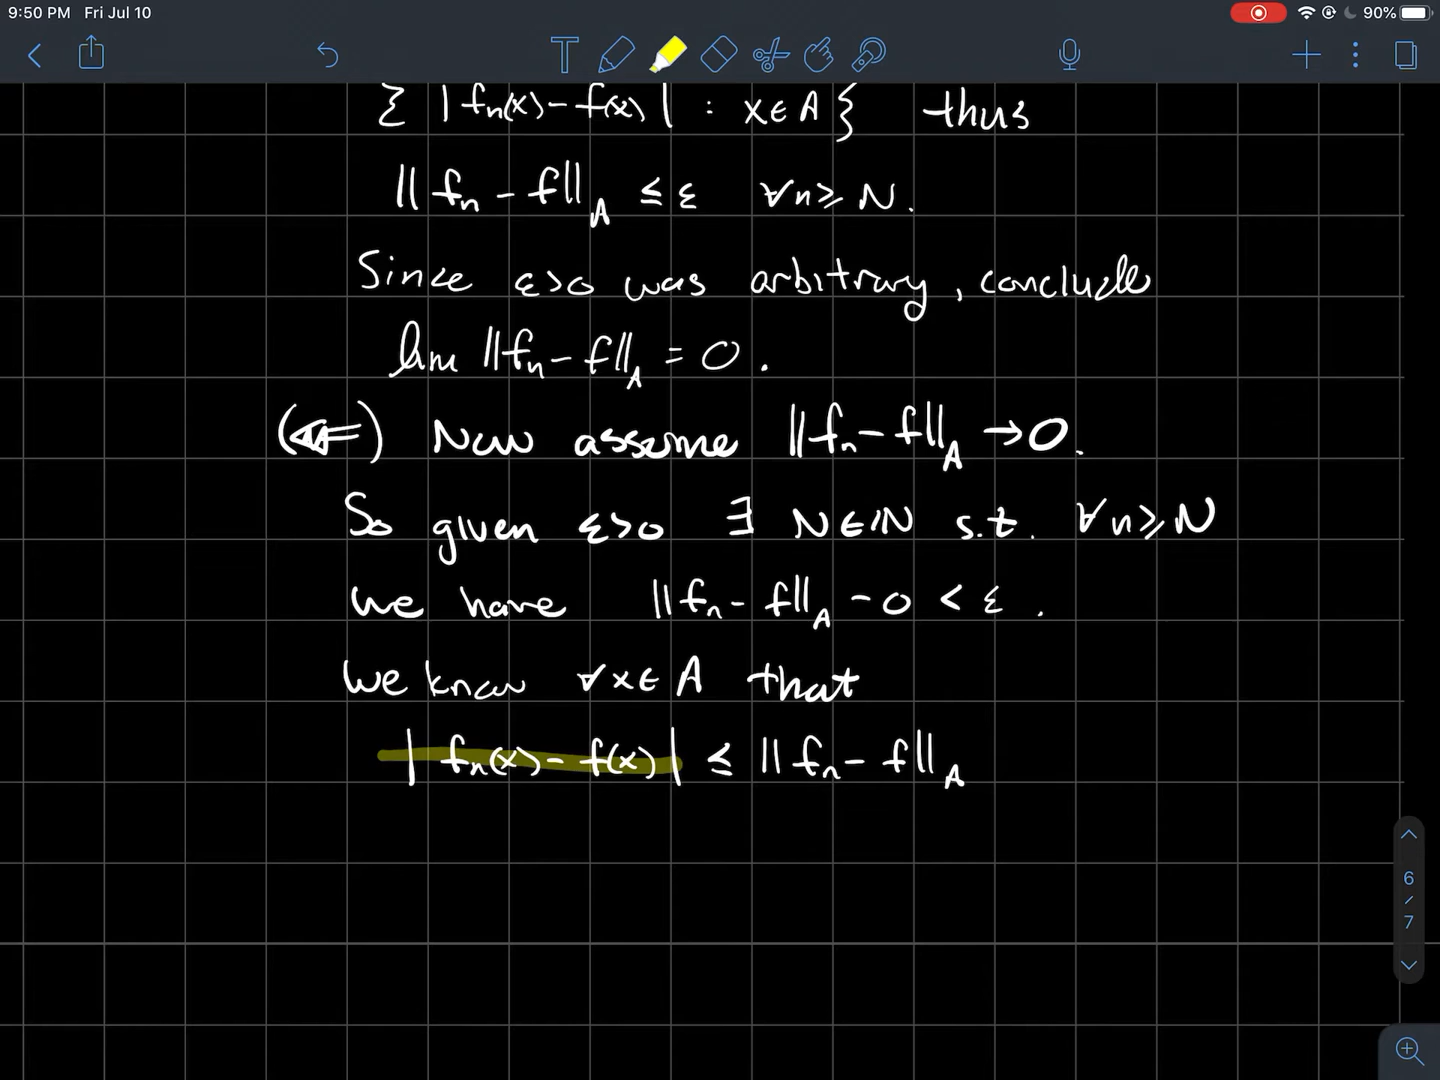 9:50 PM Fri Jul 10
90%
{ | fn(x) - f(x) | : x ∈ A } thus
|| fn - f ||A ≤ ε ∀n ≥ N.
Since ε>0 was arbitrary, conclude
lim || fn - f ||A = 0.
(⇐) Now assume || fn - f ||A → 0.
So given ε>0 ∃ N∈ℕ s.t. ∀n ≥ N
we have || fn - f ||A - 0 < ε.
We know ∀x∈A that
| fn(x) - f(x) | ≤ || fn - f ||A
6
/
7